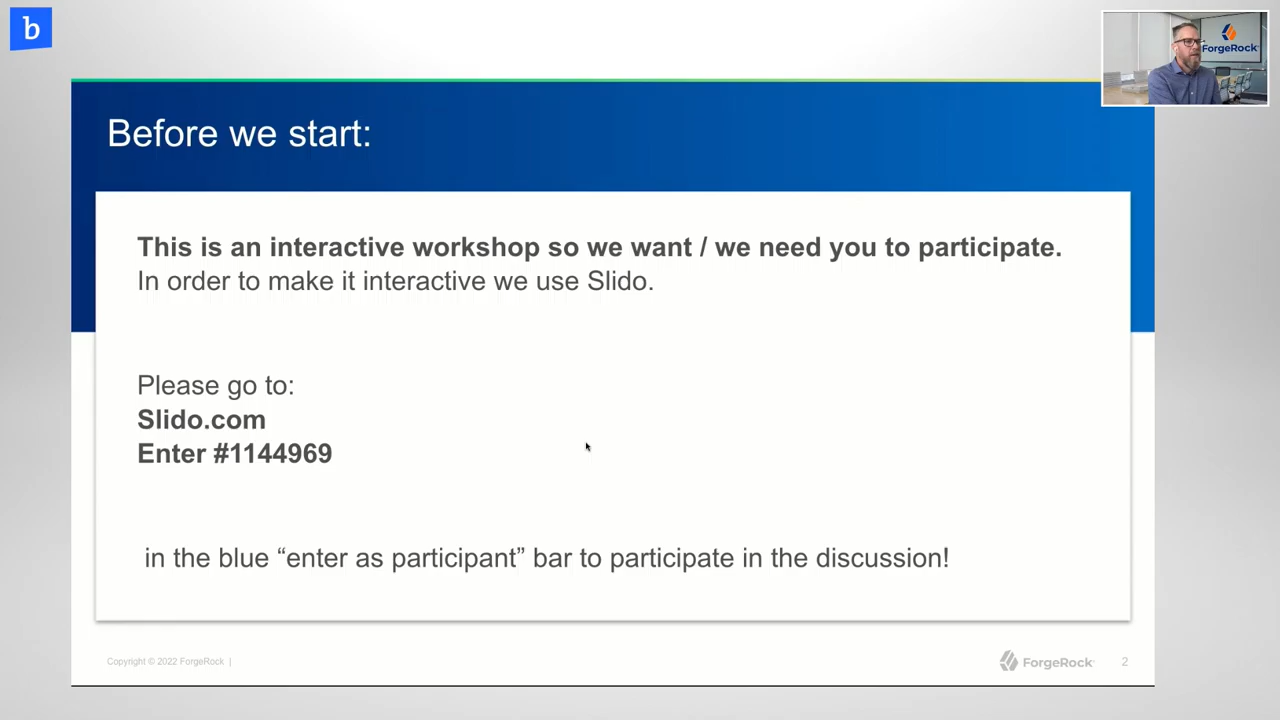 b
ForgeRock
Before we start:
This is an interactive workshop so we want / we need you to participate.
In order to make it interactive we use Slido.
Please go to:
Slido.com
Enter #1144969
in the blue “enter as participant” bar to participate in the discussion!
Copyright © 2022 ForgeRock |
ForgeRock
2